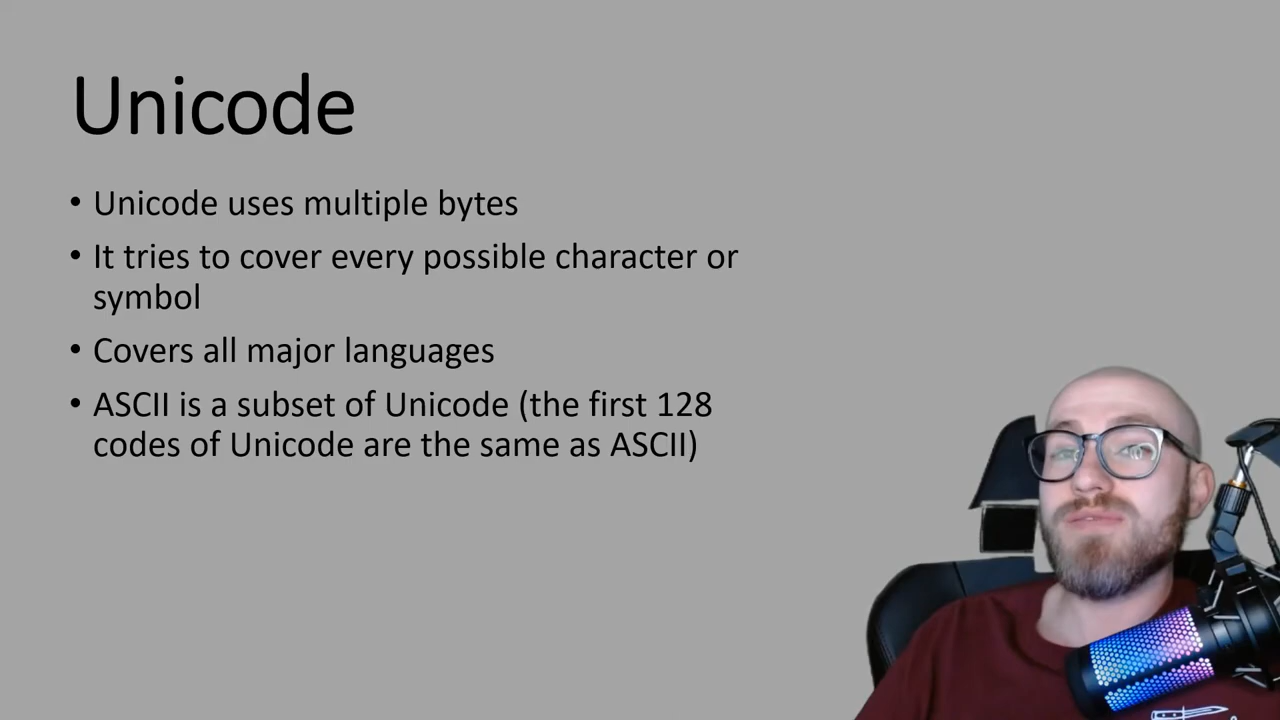 Unicode
• Unicode uses multiple bytes
• It tries to cover every possible character or
symbol
• Covers all major languages
• ASCII is a subset of Unicode (the first 128
codes of Unicode are the same as ASCII)